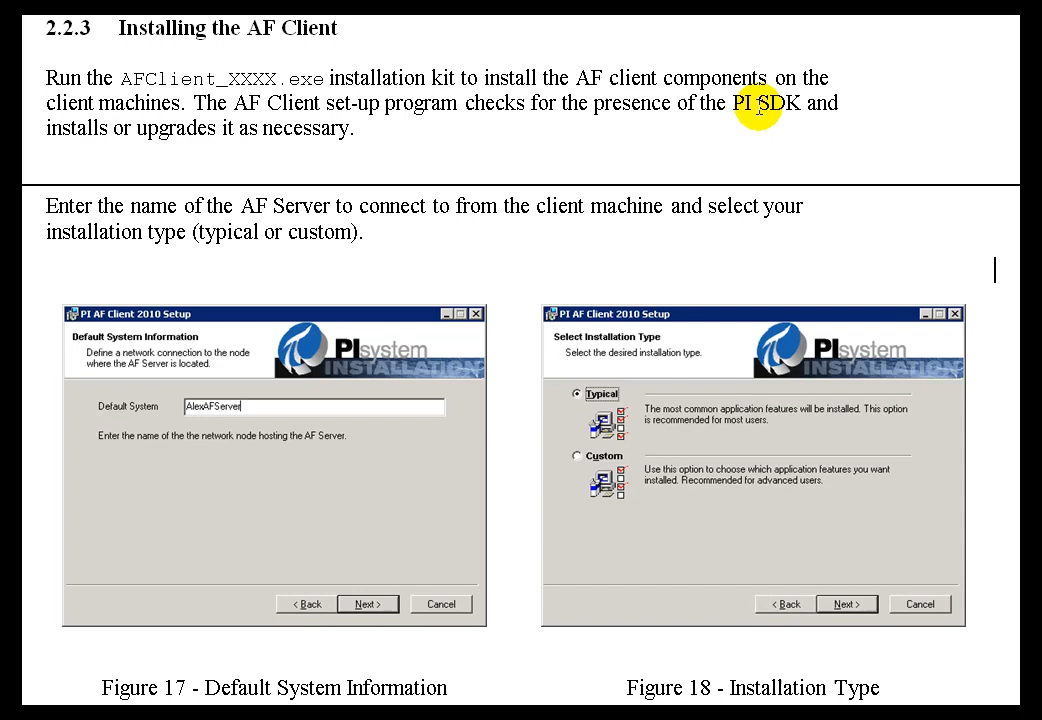 2.2.3 Installing the AF Client
Run the AFClient_XXXX.exe installation kit to install the AF client components on the
client machines. The AF Client set-up program checks for the presence of the PI SDK and
installs or upgrades it as necessary.
Enter the name of the AF Server to connect to from the client machine and select your
installation type (typical or custom).
PI AF Client 2010 Setup
Default System Information
Define a network connection to the node
where the AF Server is located.
PIsystem
INSTALLATION
Default System AlexAFServer
Enter the name of the the network node hosting the AF Server.
< Back Next > Cancel
PI AF Client 2010 Setup
Select Installation Type
Select the desired installation type.
PIsystem
INSTALLATION
Typical
The most common application features will be installed. This option
is recommended for most users.
Custom
Use this option to choose which application features you want
installed. Recommended for advanced users.
< Back Next > Cancel
Figure 17 - Default System Information
Figure 18 - Installation Type